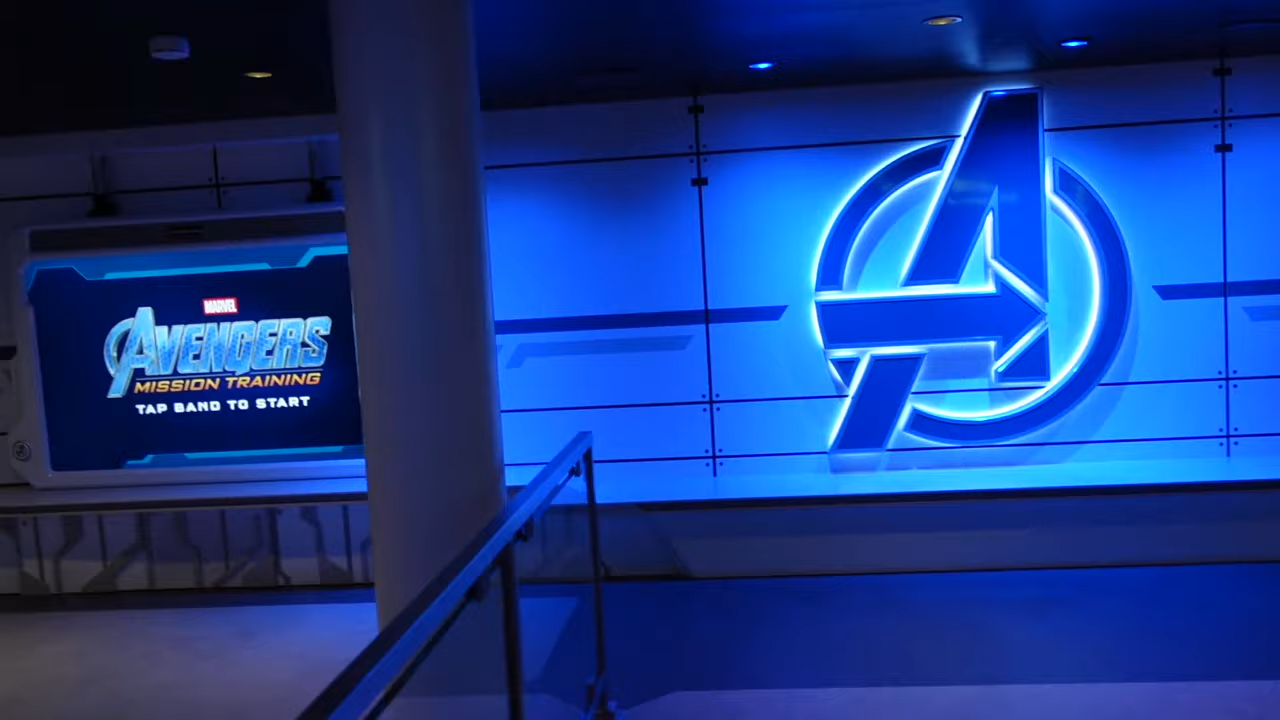 MARVEL
AVENGERS
MISSION TRAINING
TAP BAND TO START
A